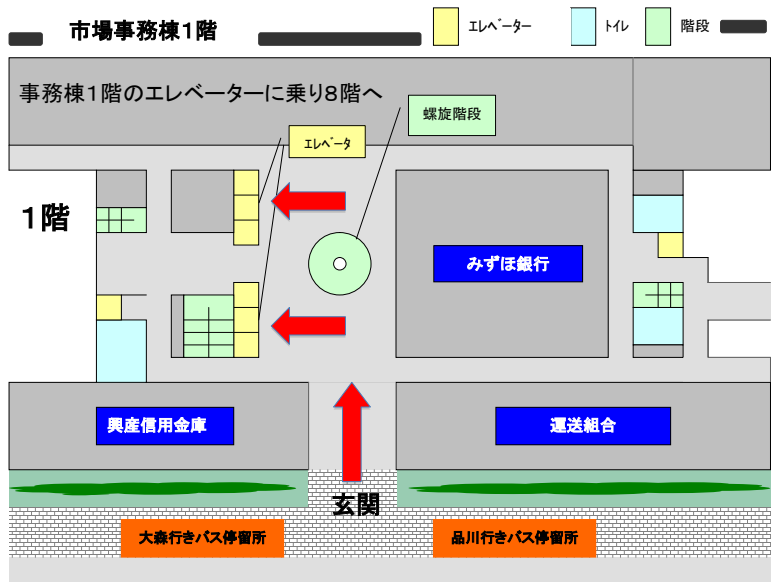 市場事務棟1階
エレベーター
トイレ
階段
事務棟1階のエレベーターに乗り8階へ
螺旋階段
エレベータ
1階
みずほ銀行
興産信用金庫
運送組合
玄関
大森行きバス停留所
品川行きバス停留所